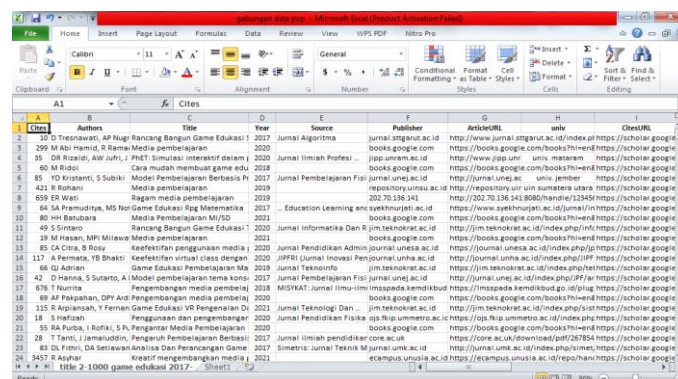 gabungan data pop - Microsoft Excel (Product Activation Failed)
File Home Insert Page Layout Formulas Data Review View WPS PDF Nitro Pro
Calibri 11 A A General Insert
Paste B I U A $ % , Conditional Format Cell Delete Sort & Find &
Formatting as Table Styles Format Filter Select
Clipboard Font Alignment Number Styles Cells Editing
A1 fx Cites
A B C D E F G H I
1 Cites Authors Title Year Source Publisher ArticleURL univ CitesURL
2 10 D Tresnawati, AP Nugr Rancang Bangun Game Edukasi 2017 Jurnal Algoritma jurnal.sttgarut.ac.id http://www.jurnal.sttgarut.ac.id/index.pl https://scholar.google
3 299 M Abi Hamid, R Ramad Media pembelajaran 2020 books.google.com https://books.google.com/books?hl=en& https://scholar.google
4 35 DR Rizaldi, AW Jufri, J PhET: Simulasi interaktif dalam 2020 Jurnal Ilmiah Profesi ... jipp.unram.ac.id http://www.jipp.unr univ. mataram https://scholar.google
5 60 M Ridoi Cara mudah membuat game edu 2018 books.google.com https://books.google.com/books?hl=en& https://scholar.google
6 85 YD Kristanti, S Subiki Model Pembelajaran Berbasis Pr 2017 Jurnal Pembelajaran Fisi jurnal.unej.ac.id http://jurnal.unej.ac univ. jember https://scholar.google
7 421 R Rohani Media pembelajaran 2019 repository.uinsu.ac.id http://repository.uir uin sumatera utara https://scholar.google
8 659 ER Wati Ragam media pembelajaran 2019 202.70.136.141 http://202.70.136.141:8080/handle/12345 https://scholar.google
9 64 SA Pramuditya, MS Not Game Edukasi Rpg Matematika 2017 ... Education Learning and syekhnurjati.ac.id https://www.syekhnurjati.ac.id/jurnal/in https://scholar.google
10 80 HH Batubara Media Pembelajaran MI/SD 2021 books.google.com https://books.google.com/books?hl=en& https://scholar.google
11 49 S Sintaro Rancang Bangun Game Edukasi 2020 Jurnal Informatika Dan R jim.teknokrat.ac.id http://jim.teknokrat.ac.id/index.php/info https://scholar.google
12 19 M Hasan, MPI Milawa Media Pembelajaran 2021 books.google.com https://books.google.com/books?hl=en& https://scholar.google
13 85 CA Citra, B Rosy Keefektifan penggunaan media 2020 Jurnal Pendidikan Admin journal.unesa.ac.id https://journal.unesa.ac.id/index.php/jp https://scholar.google
14 117 A Permata, YB Bhakti Keefektifan virtual class dengan 2020 JIPFRI (Jurnal Inovasi Pen journal.unha.ac.id https://journal.unha.ac.id/index.php/JIPF https://scholar.google
15 66 QJ Adrian Game Edukasi Pembelajaran Ma 2019 Jurnal Teknoinfo jim.teknokrat.ac.id https://jim.teknokrat.ac.id/index.php/tel https://scholar.google
16 42 D Hanna, S Sutarto, A Model pembelajaran tema konse 2017 Jurnal Pembelajaran Fisi jurnal.unej.ac.id https://jurnal.unej.ac.id/index.php/JPF/ar https://scholar.google
17 676 T Nurrita Pengembangan media pembelaj 2018 MISYKAT: Jurnal Ilmu-Ilm lmsspada.kemdikbud https://lmsspada.kemdikbud.go.id/plug https://scholar.google
18 69 AF Pakpahan, DPY Ardi Pengembangan media pembelaj 2020 books.google.com https://books.google.com/books?hl=en& https://scholar.google
19 115 R Arpiansah, Y Fernan Game Edukasi VR Pengenalan Da 2021 Jurnal Teknologi Dan ... jim.teknokrat.ac.id http://jim.teknokrat.ac.id/index.php/sist https://scholar.google
20 18 S Hafizah Penggunaan dan pengembangan 2020 Jurnal Pendidikan Fisika ojs.fkip.ummetro.ac.id https://ojs.fkip.ummetro.ac.id/index.php https://scholar.google
21 55 RA Purba, I Rofiki, S Pu Pengantar Media Pembelajaran 2020 books.google.com https://books.google.com/books?hl=en& https://scholar.google
22 28 T Tanti, J Jamaluddin, Pengaruh Pembelajaran Berbasis 2017 Jurnal ilmiah pendidikan core.ac.uk https://core.ac.uk/download/pdf/267854 https://scholar.google
23 83 DL Fithri, DA Setiawan Analisa Dan Perancangan Game 2017 Simetris: Jurnal Teknik M jurnal.umk.ac.id http://jurnal.umk.ac.id/index.php/simet https://scholar.google
24 3457 R Asyhar Kreatif mengembangkan media 2021 ecampus.unusia.ac.id https://ecampus.unusia.ac.id/repo/hand https://scholar.google
title 2-1000 game edukasi 2017- Sheet1
Ready 80%